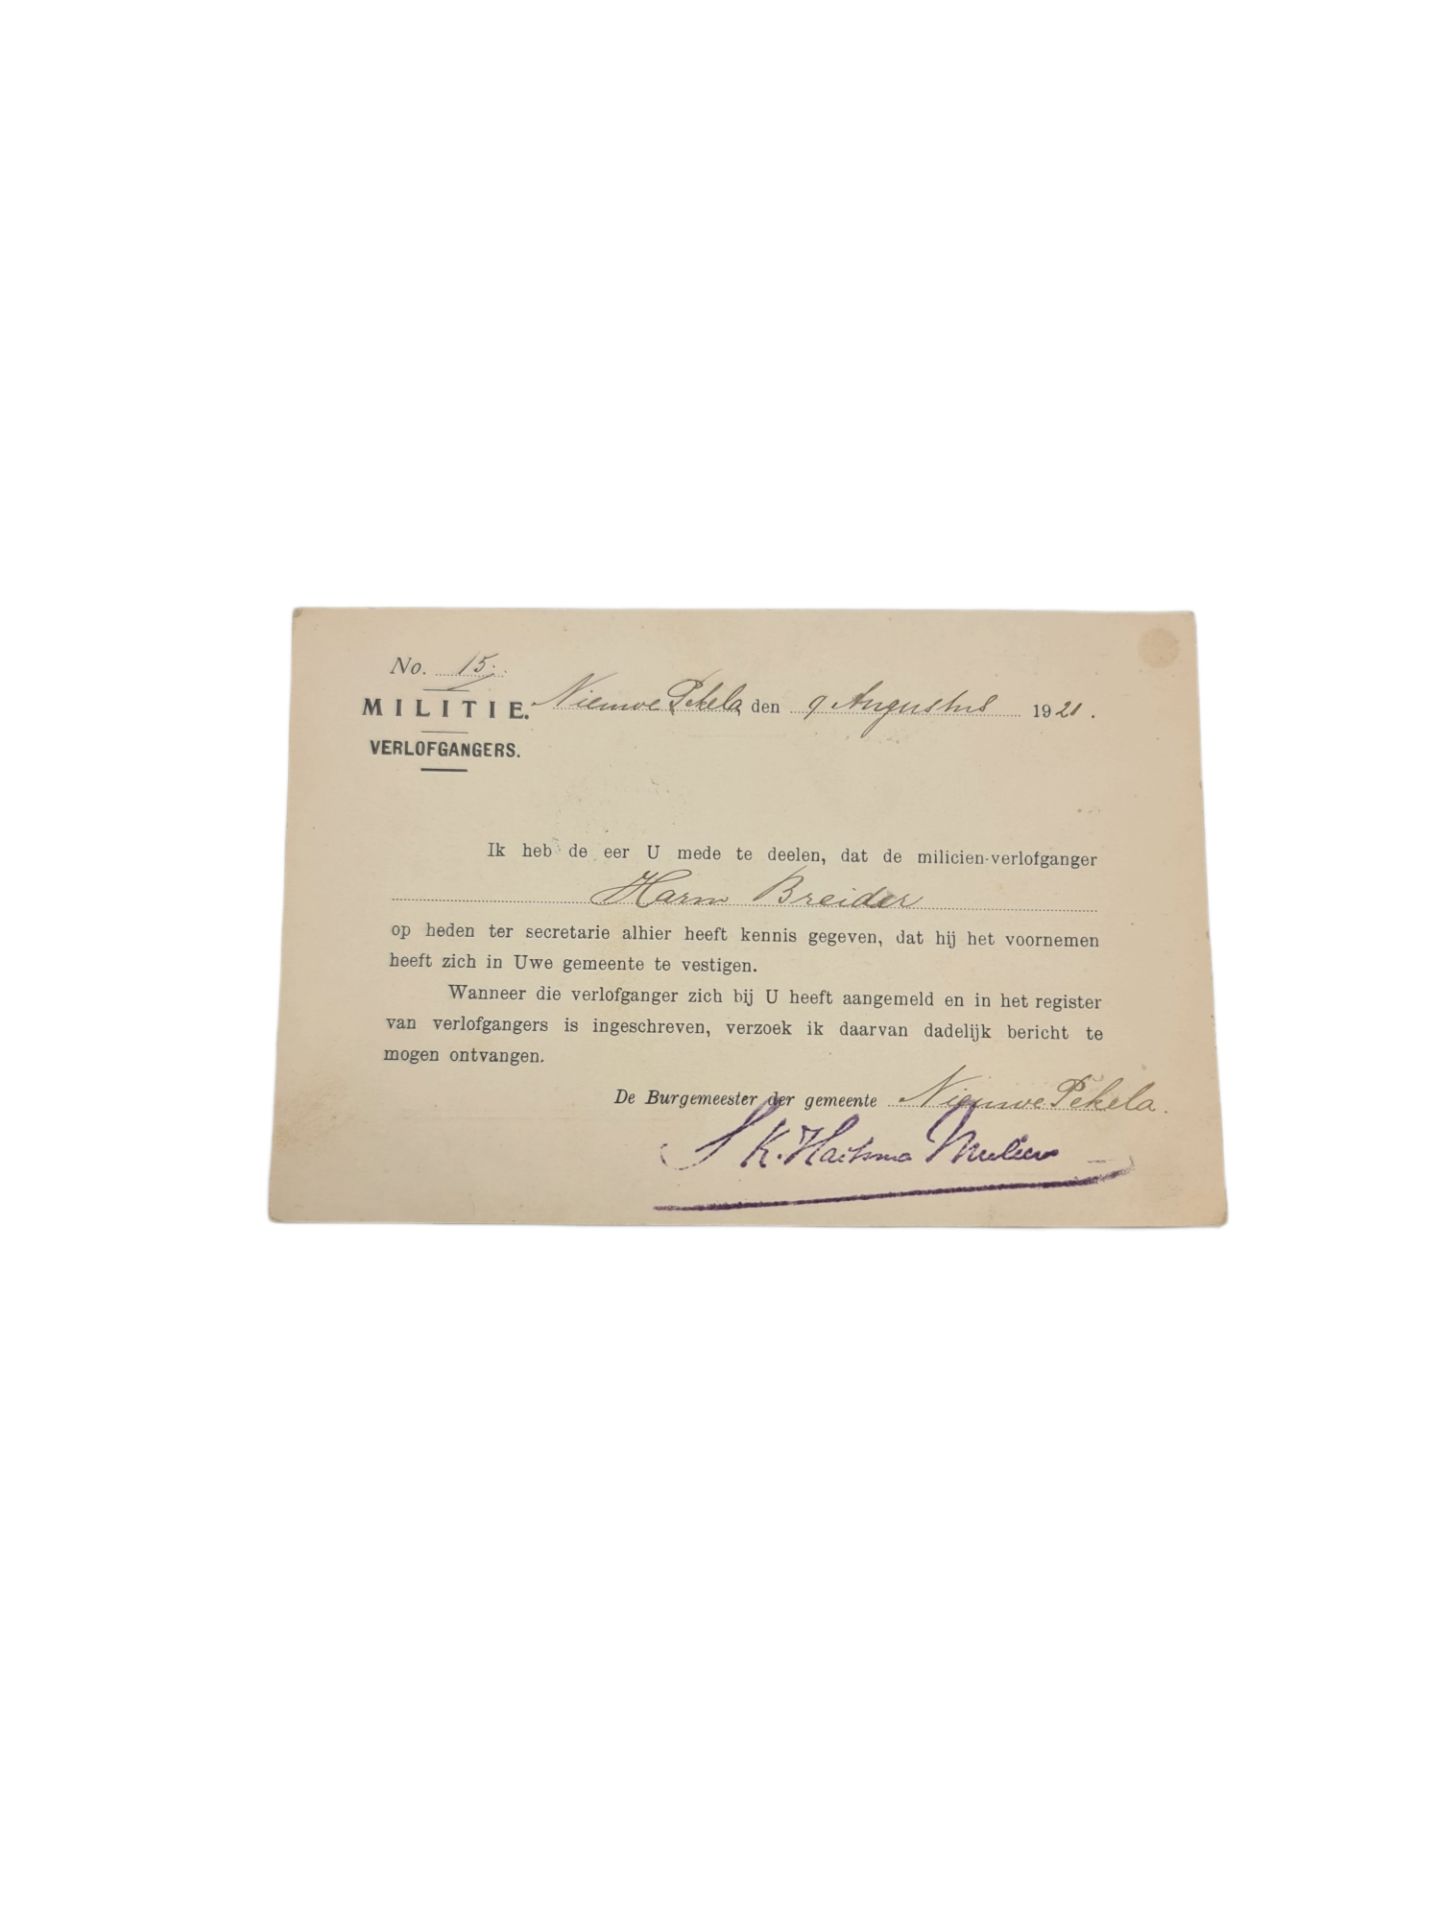 No. 15.
MILITIE. Nieuwe Pekela den 9 Augustus 1921.
VERLOFGANGERS.
Ik heb de eer U mede te deelen, dat de milicien-verlofganger
Harm Breider
op heden ter secretarie alhier heeft kennis gegeven, dat hij het voornemen
heeft zich in Uwe gemeente te vestigen.
Wanneer die verlofganger zich bij U heeft aangemeld en in het register
van verlofgangers is ingeschreven, verzoek ik daarvan dadelijk bericht te
mogen ontvangen.
De Burgemeester der gemeente Nieuwe Pekela.
K. Haitsma